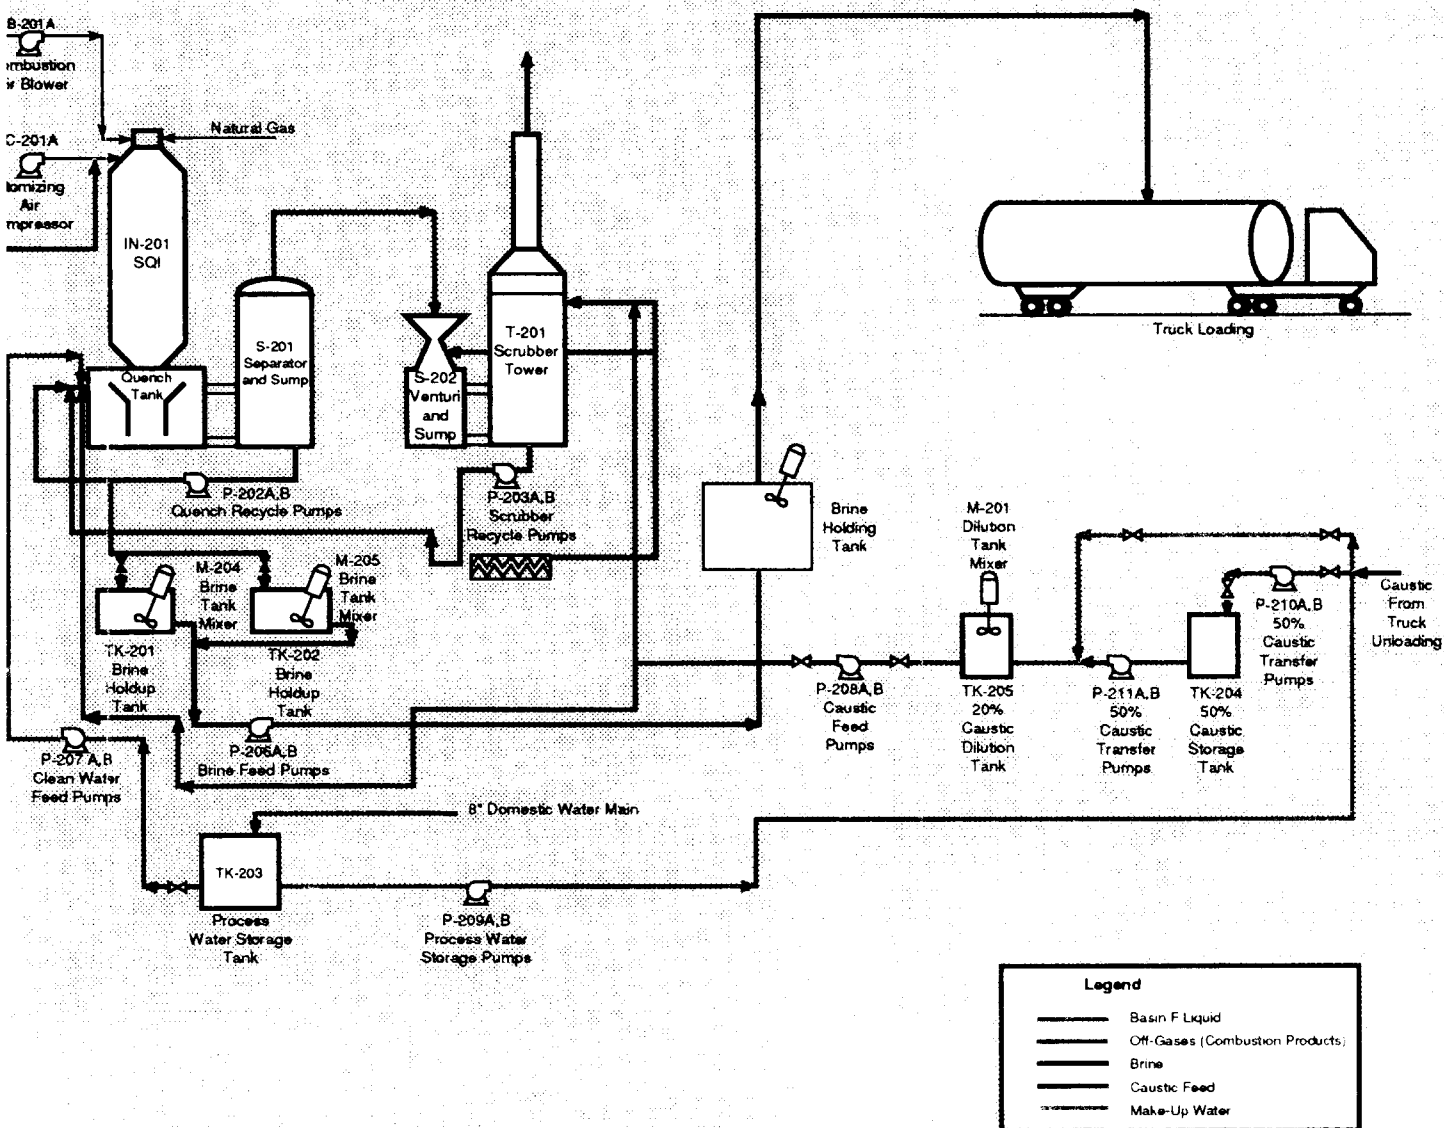 B-201A
mbustion
r Blower
C-201A
omizing
Air
mpressor
Natural Gas
IN-201
SQI
Quench
Tank
S-201
Separator
and Sump
S-202
Venturi
and
Sump
T-201
Scrubber
Tower
Truck Loading
P-202A,B
Quench Recycle Pumps
P-203A,B
Scrubber
Recycle Pumps
M-204
Brine
Tank
Mixer
M-205
Brine
Tank
Mixer
TK-201
Brine
Holdup
Tank
TK-202
Brine
Holdup
Tank
Brine
Holding
Tank
M-201
Dilution
Tank
Mixer
P-210A,B
50%
Caustic
Transfer
Pumps
Caustic
From
Truck
Unloading
P-208A,B
Caustic
Feed
Pumps
TK-205
20%
Caustic
Dilution
Tank
P-211A,B
50%
Caustic
Transfer
Pumps
TK-204
50%
Caustic
Storage
Tank
P-207 A,B
Clean Water
Feed Pumps
P-206A,B
Brine Feed Pumps
8" Domestic Water Main
TK-203
Process
Water Storage
Tank
P-209A,B
Process Water
Storage Pumps
Legend
Basin F Liquid
Off-Gases (Combustion Products)
Brine
Caustic Feed
Make-Up Water